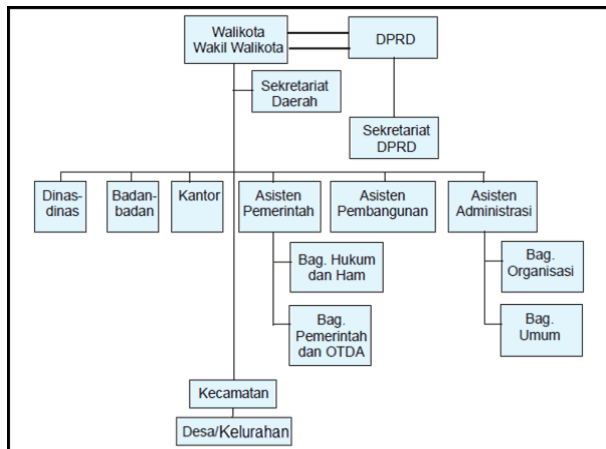 Walikota
Wakil Walikota
DPRD
Sekretariat
Daerah
Sekretariat
DPRD
Dinas-
dinas
Badan-
badan
Kantor
Asisten
Pemerintah
Asisten
Pembangunan
Asisten
Administrasi
Bag. Hukum
dan Ham
Bag.
Organisasi
Bag.
Pemerintah
dan OTDA
Bag.
Umum
Kecamatan
Desa/Kelurahan